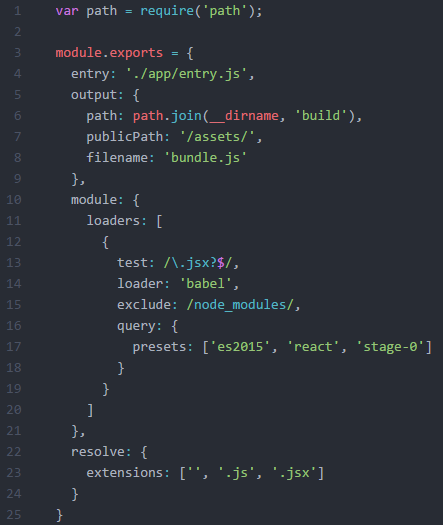 1 var path = require('path');
2
3 module.exports = {
4   entry: './app/entry.js',
5   output: {
6     path: path.join(__dirname, 'build'),
7     publicPath: '/assets/',
8     filename: 'bundle.js'
9   },
10   module: {
11     loaders: [
12       {
13         test: /\.jsx?$/,
14         loader: 'babel',
15         exclude: /node_modules/,
16         query: {
17           presets: ['es2015', 'react', 'stage-0']
18         }
19       }
20     ]
21   },
22   resolve: {
23     extensions: ['', '.js', '.jsx']
24   }
25 }